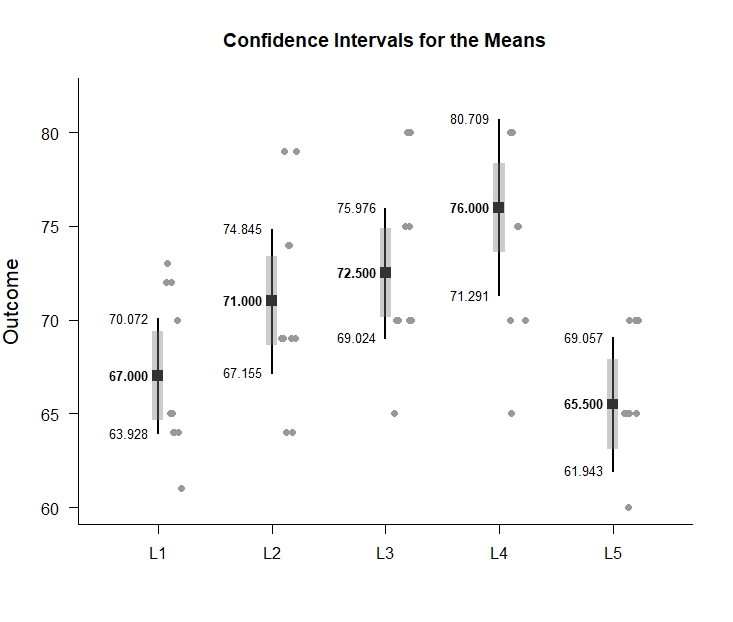 Confidence Intervals for the Means
Outcome
80
75
70
65
60
70.072
67.000
63.928
74.845
71.000
67.155
75.976
72.500
69.024
80.709
76.000
71.291
69.057
65.500
61.943
L1
L2
L3
L4
L5